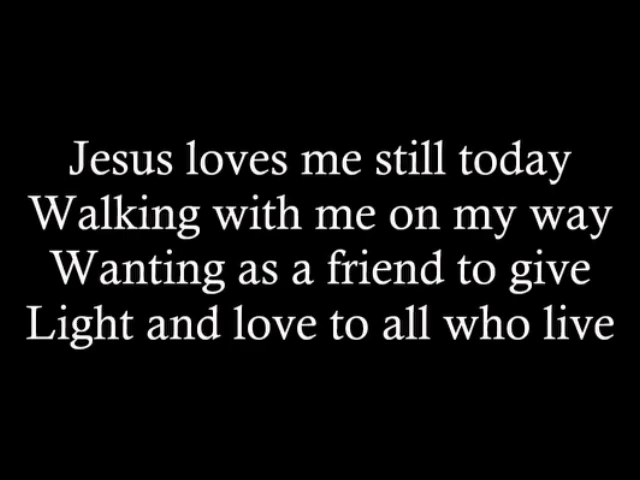 Jesus loves me still today
Walking with me on my way
Wanting as a friend to give
Light and love to all who live